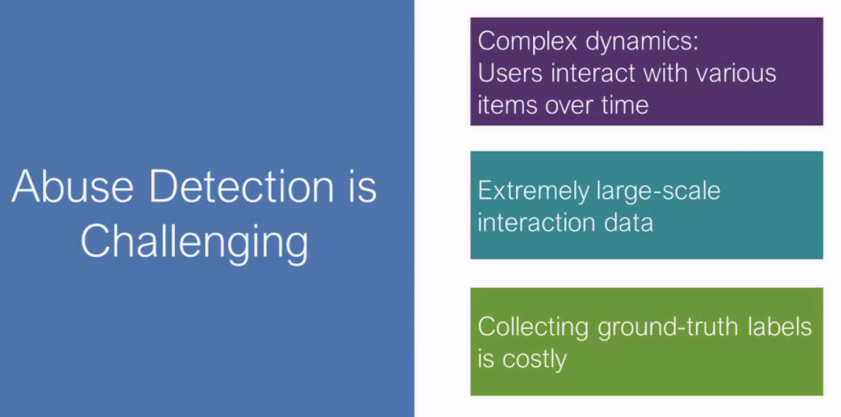 Abuse Detection is
Challenging
Complex dynamics:
Users interact with various
items over time
Extremely large-scale
interaction data
Collecting ground-truth labels
is costly